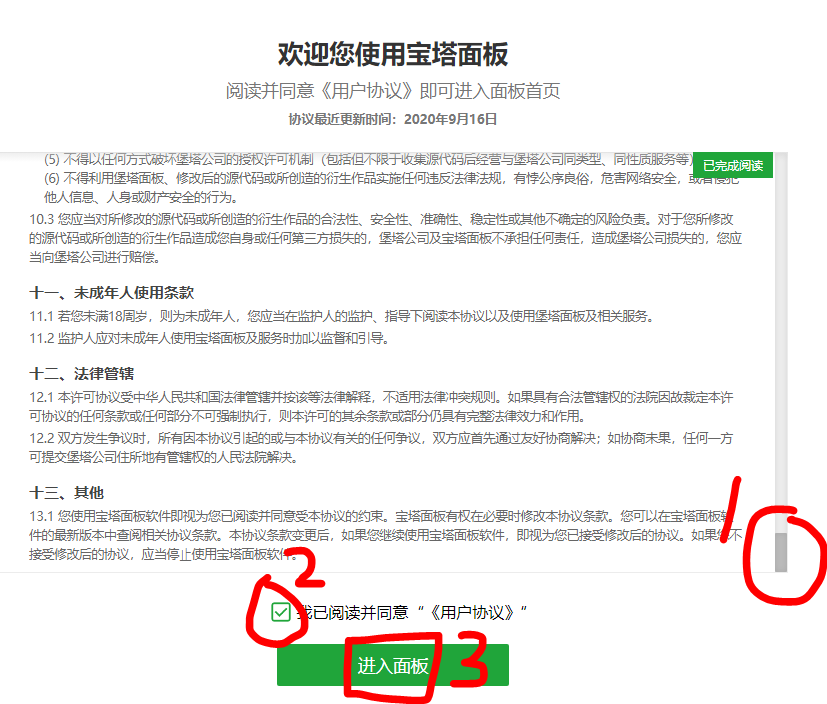 欢迎您使用宝塔面板
阅读并同意《用户协议》即可进入面板首页
协议最近更新时间：2020年9月16日
(5) 不得以任何方式破坏堡塔公司的授权许可机制（包括但不限于收集源代码后经营与堡塔公司同类型、同性质服务等）
已完成阅读
(6) 不得利用堡塔面板、修改后的源代码或所创造的衍生作品实施任何违反法律法规，有悖公序良俗，危害网络安全，或者侵犯
他人信息、人身或财产安全的行为。
10.3 您应当对所修改的源代码或所创造的衍生作品的合法性、安全性、准确性、稳定性或其他不确定的风险负责。对于您所修改
的源代码或所创造的衍生作品造成您自身或任何第三方损失的，堡塔公司及宝塔面板不承担任何责任，造成堡塔公司损失的，您应
当向堡塔公司进行赔偿。
十一、未成年人使用条款
11.1 若您未满18周岁，则为未成年人，您应当在监护人的监护、指导下阅读本协议以及使用堡塔面板及相关服务。
11.2 监护人应对未成年人使用宝塔面板及服务时加以监督和引导。
十二、法律管辖
12.1 本许可协议受中华人民共和国法律管辖并按该等法律解释，不适用法律冲突规则。如果具有合法管辖权的法院因故裁定本许
可协议的任何条款或任何部分不可强制执行，则本许可的其余条款或部分仍具有完整法律效力和作用。
12.2 双方发生争议时，所有因本协议引起的或与本协议有关的任何争议，双方应首先通过友好协商解决；如协商未果，任何一方
可提交堡塔公司住所地有管辖权的人民法院解决。
十三、其他
13.1 您使用宝塔面板软件即视为您已阅读并同意受本协议的约束。宝塔面板有权在必要时修改本协议条款。您可以在宝塔面板软
件的最新版本中查阅相关协议条款。本协议条款变更后，如果您继续使用宝塔面板软件，即视为您已接受修改后的协议。如果您不
接受修改后的协议，应当停止使用宝塔面板软件。
1
2
我已阅读并同意“《用户协议》”
进入面板
3